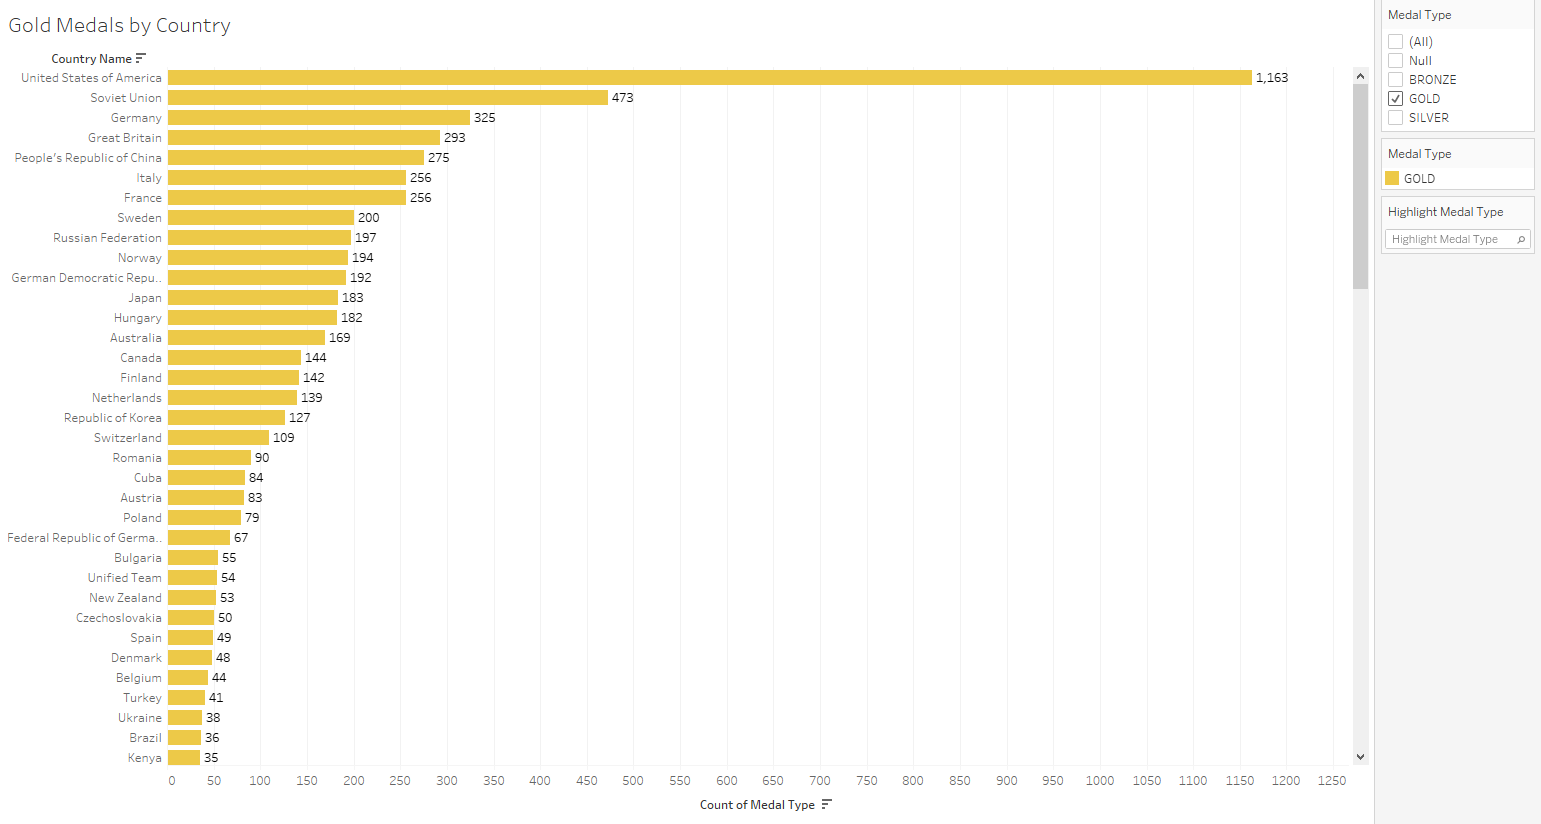 Gold Medals by Country
Country Name
United States of America 1,163
Soviet Union 473
Germany 325
Great Britain 293
People's Republic of China 275
Italy 256
France 256
Sweden 200
Russian Federation 197
Norway 194
German Democratic Repu.. 192
Japan 183
Hungary 182
Australia 169
Canada 144
Finland 142
Netherlands 139
Republic of Korea 127
Switzerland 109
Romania 90
Cuba 84
Austria 83
Poland 79
Federal Republic of Germa.. 67
Bulgaria 55
Unified Team 54
New Zealand 53
Czechoslovakia 50
Spain 49
Denmark 48
Belgium 44
Turkey 41
Ukraine 38
Brazil 36
Kenya 35
0 50 100 150 200 250 300 350 400 450 500 550 600 650 700 750 800 850 900 950 1000 1050 1100 1150 1200 1250
Count of Medal Type
Medal Type
(All)
Null
BRONZE
GOLD
SILVER
Medal Type
GOLD
Highlight Medal Type
Highlight Medal Type